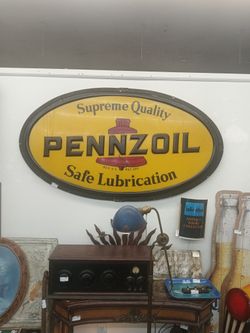 Supreme Quality
PENNZOIL
Safe Lubrication